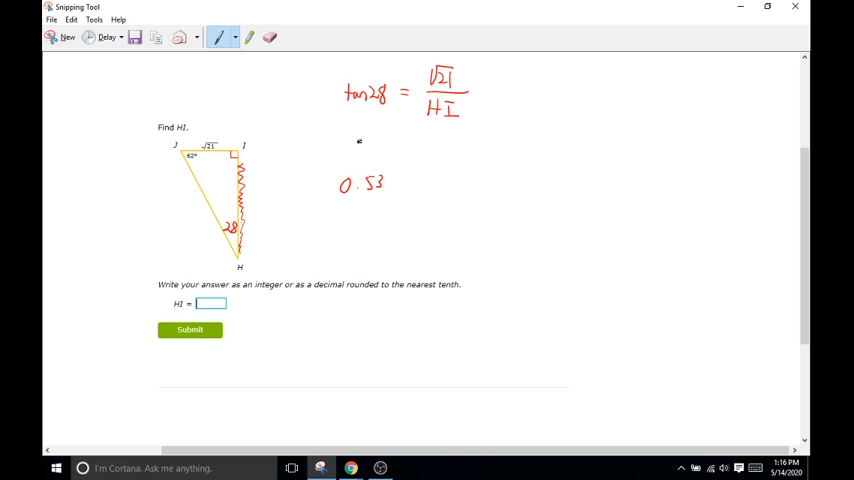 Snipping Tool
File Edit Tools Help
New Delay
tan28 = √21 / HI
Find HI.
J √21 I
62°
0.53
28
H
Write your answer as an integer or as a decimal rounded to the nearest tenth.
HI =
Submit
I'm Cortana. Ask me anything.
1:16 PM
5/14/2020